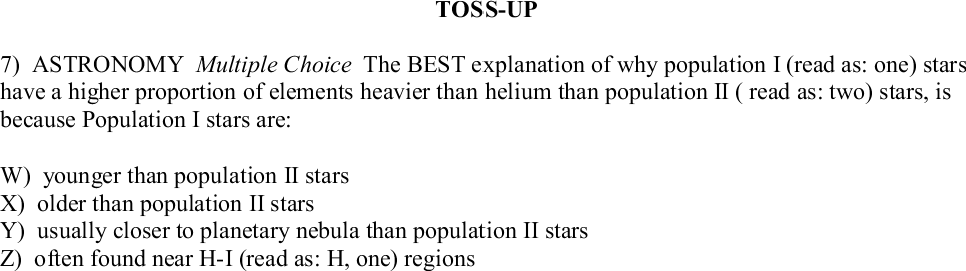 TOSS-UP
7) ASTRONOMY Multiple Choice The BEST explanation of why population I (read as: one) stars
have a higher proportion of elements heavier than helium than population II ( read as: two) stars, is
because Population I stars are:
W) younger than population II stars
X) older than population II stars
Y) usually closer to planetary nebula than population II stars
Z) often found near H-I (read as: H, one) regions